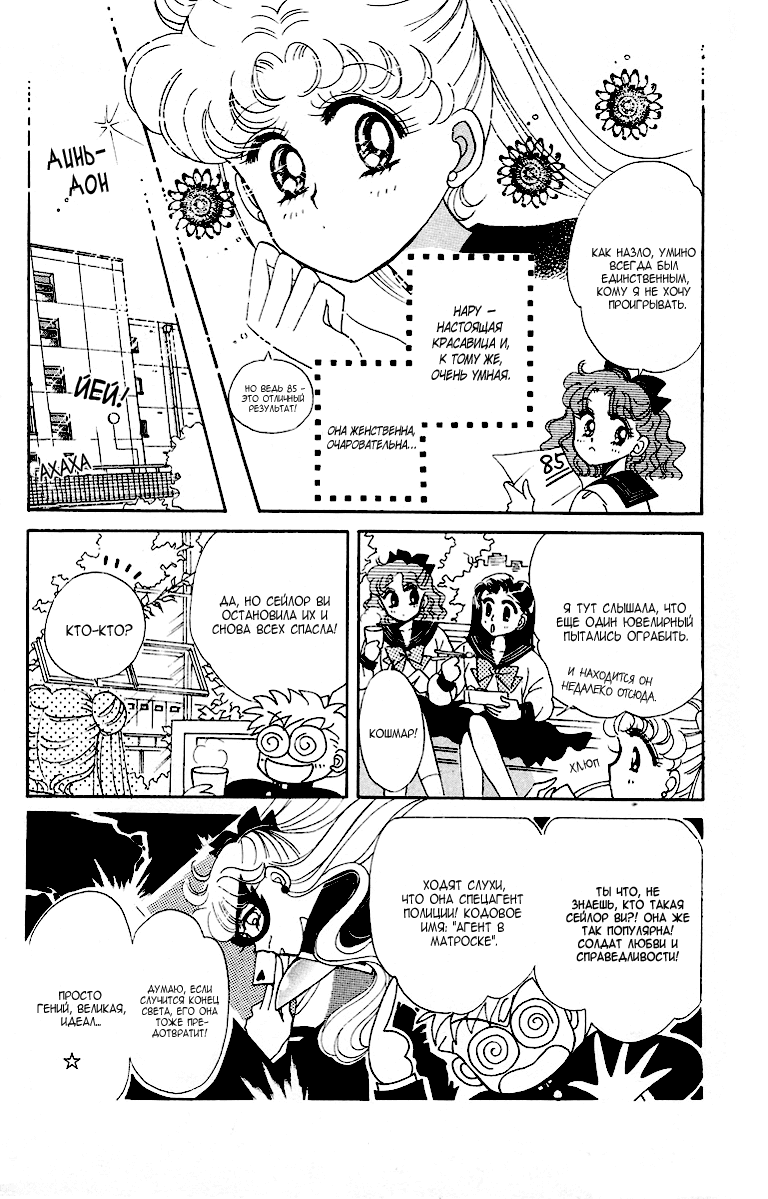 ДИНЬ-
ДОН
КАК НАЗЛО, УМИНО
ВСЕГДА БЫЛ
ЕДИНСТВЕННЫМ,
КОМУ Я НЕ ХОЧУ
ПРОИГРЫВАТЬ.
НАРУ –
НАСТОЯЩАЯ
КРАСАВИЦА И,
К ТОМУ ЖЕ,
ОЧЕНЬ УМНАЯ.
НО ВЕДЬ 85 -
ЭТО ОТЛИЧНЫЙ
РЕЗУЛЬТАТ!
ОНА ЖЕНСТВЕННА,
ОЧАРОВАТЕЛЬНА...
85
ЙЕЙ!
АХАХА
Я ТУТ СЛЫШАЛА, ЧТО
ЕЩЕ ОДИН ЮВЕЛИРНЫЙ
ПЫТАЛИСЬ ОГРАБИТЬ.
И НАХОДИТСЯ ОН
НЕДАЛЕКО ОТСЮДА.
КОШМАР!
ХЛЮП
ДА, НО СЕЙЛОР ВИ
ОСТАНОВИЛА ИХ И
СНОВА ВСЕХ СПАСЛА!
КТО-КТО?
ТЫ ЧТО, НЕ
ЗНАЕШЬ, КТО ТАКАЯ
СЕЙЛОР ВИ?! ОНА ЖЕ
ТАК ПОПУЛЯРНА!
СОЛДАТ ЛЮБВИ И
СПРАВЕДЛИВОСТИ!
ХОДЯТ СЛУХИ,
ЧТО ОНА СПЕЦАГЕНТ
ПОЛИЦИИ! КОДОВОЕ
ИМЯ: "АГЕНТ В
МАТРОСКЕ".
ДУМАЮ, ЕСЛИ
СЛУЧИТСЯ КОНЕЦ
СВЕТА, ЕГО ОНА
ТОЖЕ ПРЕ-
ДОТВРАТИТ!
ПРОСТО
ГЕНИЙ, ВЕЛИКАЯ,
ИДЕАЛ...